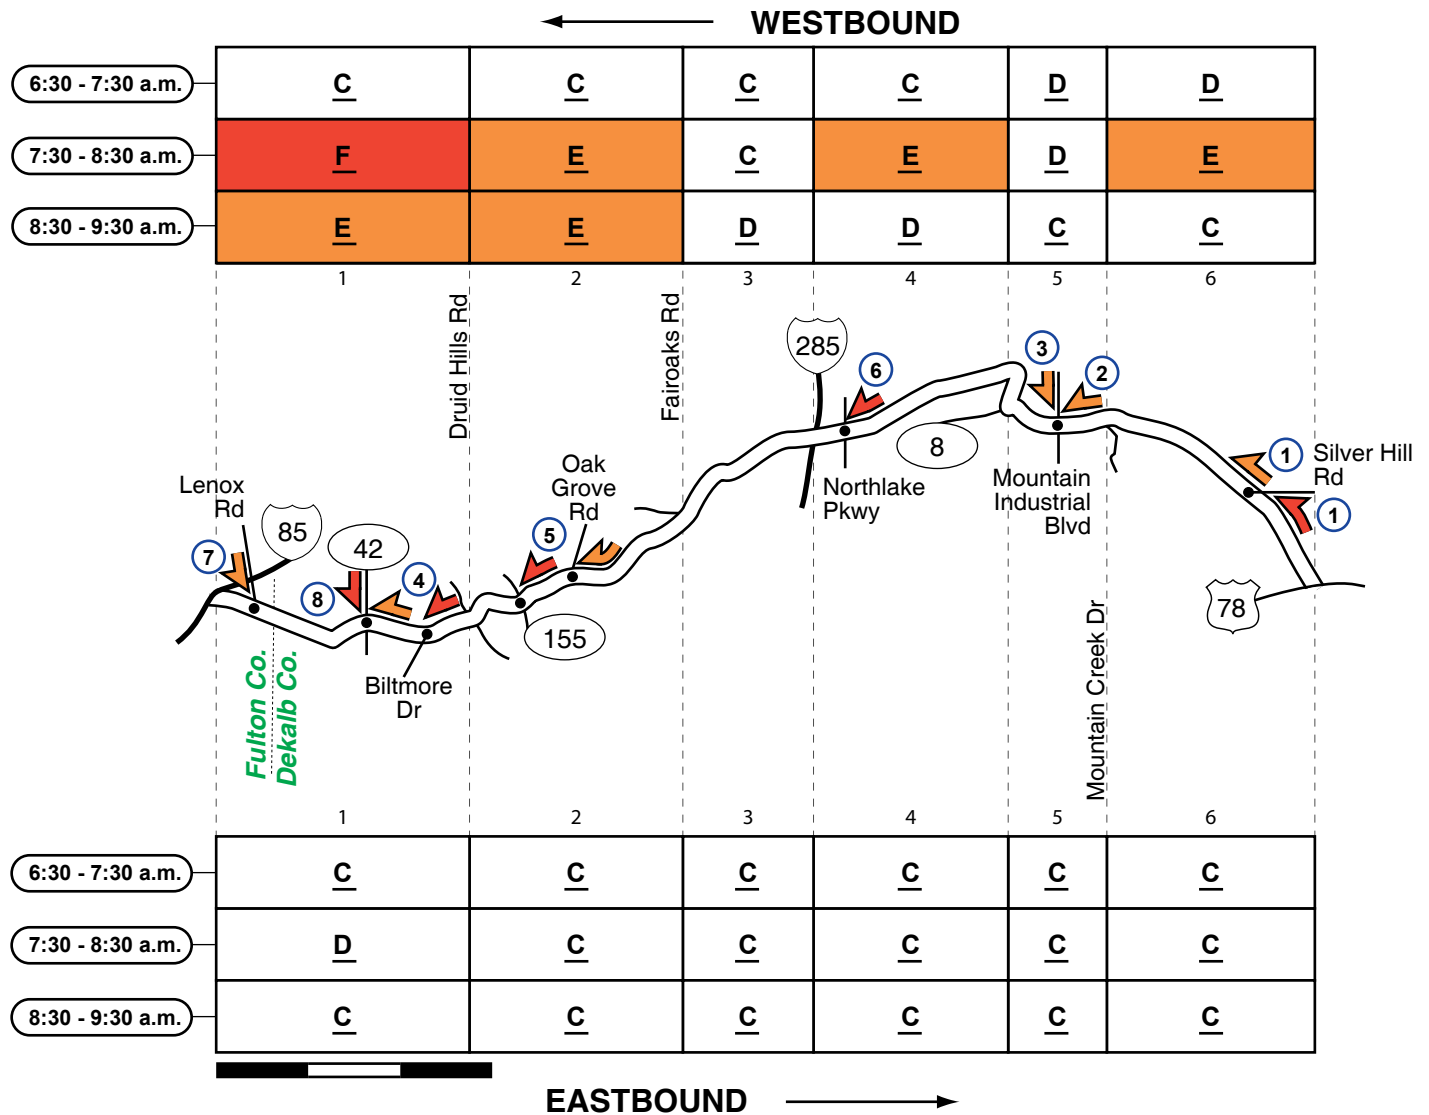 WESTBOUND
6:30 - 7:30 a.m. C C C C D D
7:30 - 8:30 a.m. F E C E D E
8:30 - 9:30 a.m. E E D D C C
1 2 3 4 5 6
Druid Hills Rd
Fairoaks Rd
285
6
3
2
8
Mountain
Industrial
Blvd
Northlake
Pkwy
1
Silver Hill
Rd
1
78
Mountain Creek Dr
Oak
Grove
Rd
5
Lenox
Rd
85
42
7
8
4
155
Biltmore
Dr
Fulton Co.
Dekalb Co.
1 2 3 4 5 6
6:30 - 7:30 a.m. C C C C C C
7:30 - 8:30 a.m. D C C C C C
8:30 - 9:30 a.m. C C C C C C
EASTBOUND